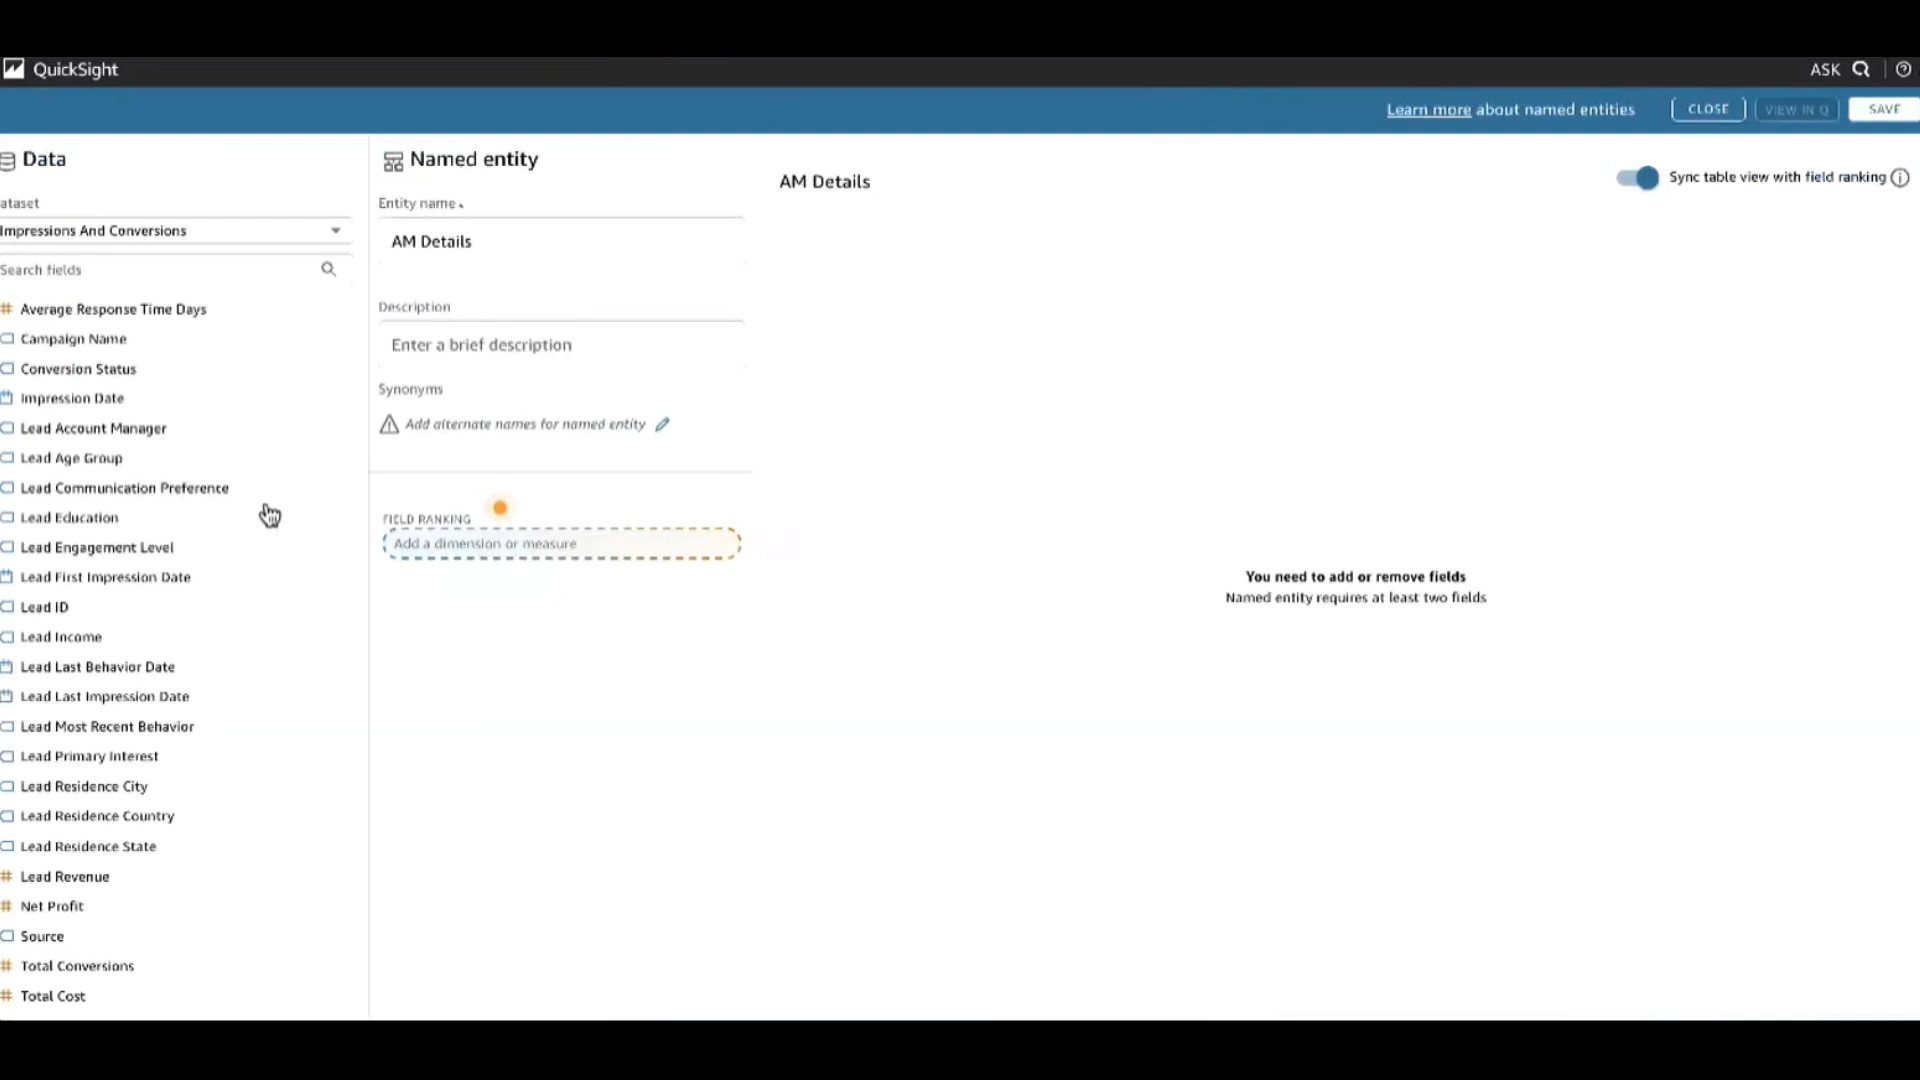 QuickSight
ASK
Learn more about named entities
CLOSE
VIEW IN Q
SAVE
Data
ataset
Impressions And Conversions
Search fields
Average Response Time Days
Campaign Name
Conversion Status
Impression Date
Lead Account Manager
Lead Age Group
Lead Communication Preference
Lead Education
Lead Engagement Level
Lead First Impression Date
Lead ID
Lead Income
Lead Last Behavior Date
Lead Last Impression Date
Lead Most Recent Behavior
Lead Primary Interest
Lead Residence City
Lead Residence Country
Lead Residence State
Lead Revenue
Net Profit
Source
Total Conversions
Total Cost
Named entity
Entity name
AM Details
Description
Enter a brief description
Synonyms
Add alternate names for named entity
FIELD RANKING
Add a dimension or measure
AM Details
Sync table view with field ranking
You need to add or remove fields
Named entity requires at least two fields